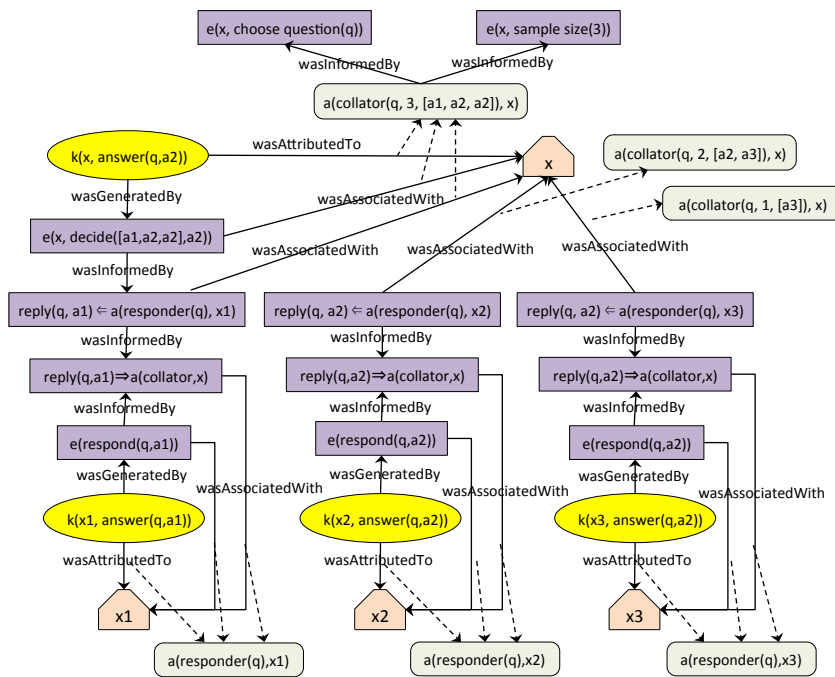 e(x, choose question(q))
e(x, sample size(3))
wasInformedBy
wasInformedBy
a(collator(q, 3, [a1, a2, a2]), x)
k(x, answer(q,a2))
wasAttributedTo
x
a(collator(q, 2, [a2, a3]), x)
wasGeneratedBy
wasAssociatedWith
a(collator(q, 1, [a3]), x)
e(x, decide([a1,a2,a2],a2))
wasAssociatedWith
wasAssociatedWith
wasAssociatedWith
wasInformedBy
reply(q, a1) ⇐ a(responder(q), x1)
reply(q, a2) ⇐ a(responder(q), x2)
reply(q, a2) ⇐ a(responder(q), x3)
wasInformedBy
wasInformedBy
wasInformedBy
reply(q,a1)⇒a(collator,x)
reply(q,a2)⇒a(collator,x)
reply(q,a2)⇒a(collator,x)
wasInformedBy
wasInformedBy
wasInformedBy
e(respond(q,a1))
e(respond(q,a2))
e(respond(q,a2))
wasGeneratedBy
wasGeneratedBy
wasGeneratedBy
wasAssociatedWith
wasAssociatedWith
wasAssociatedWith
k(x1, answer(q,a1))
k(x2, answer(q,a2))
k(x3, answer(q,a2))
wasAttributedTo
wasAttributedTo
wasAttributedTo
x1
x2
x3
a(responder(q),x1)
a(responder(q),x2)
a(responder(q),x3)